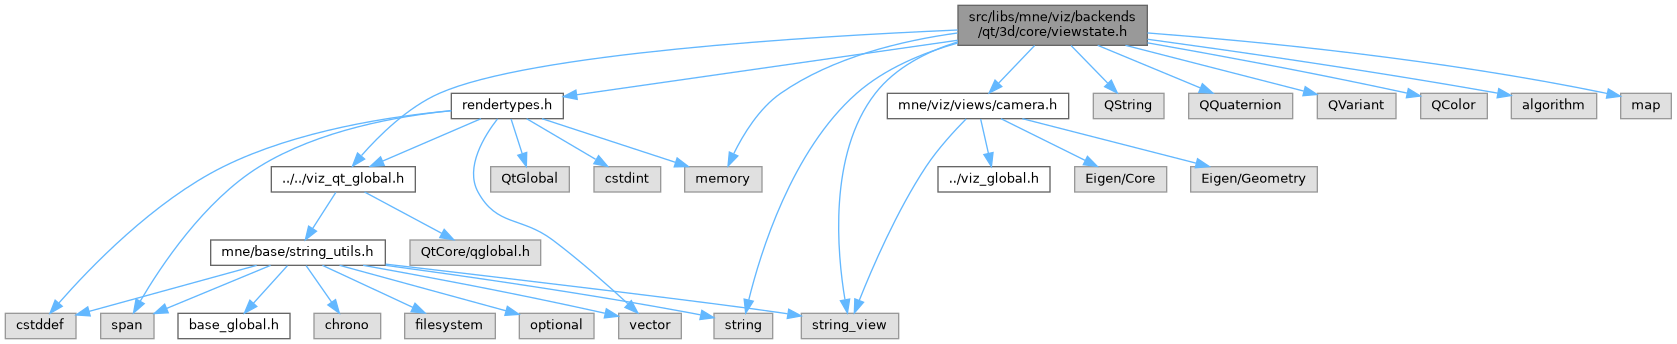 src/libs/mne/viz/backends
/qt/3d/core/viewstate.h
rendertypes.h
mne/viz/views/camera.h
QString
QQuaternion
QVariant
QColor
algorithm
map
../../viz_qt_global.h
QtGlobal
cstdint
memory
../viz_global.h
Eigen/Core
Eigen/Geometry
mne/base/string_utils.h
QtCore/qglobal.h
cstddef
span
base_global.h
chrono
filesystem
optional
vector
string
string_view